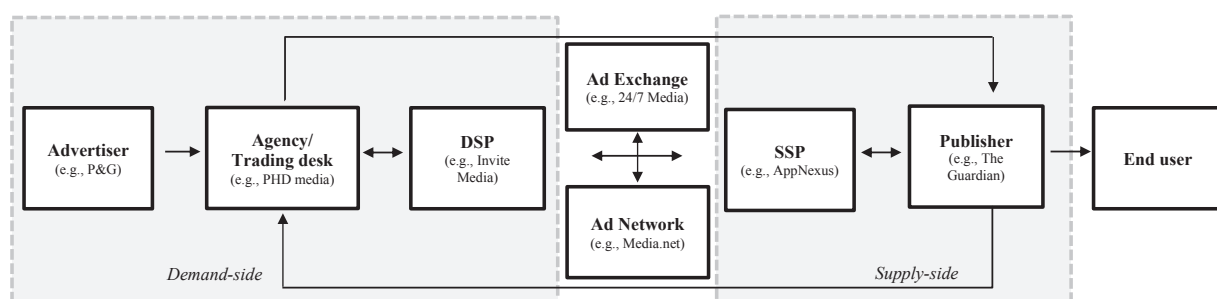 Advertiser
(e.g., P&G)
Agency/
Trading desk
(e.g., PHD media)
DSP
(e.g., Invite
Media)
Ad Exchange
(e.g., 24/7 Media)
Ad Network
(e.g., Media.net)
SSP
(e.g., AppNexus)
Publisher
(e.g., The
Guardian)
End user
Demand-side
Supply-side